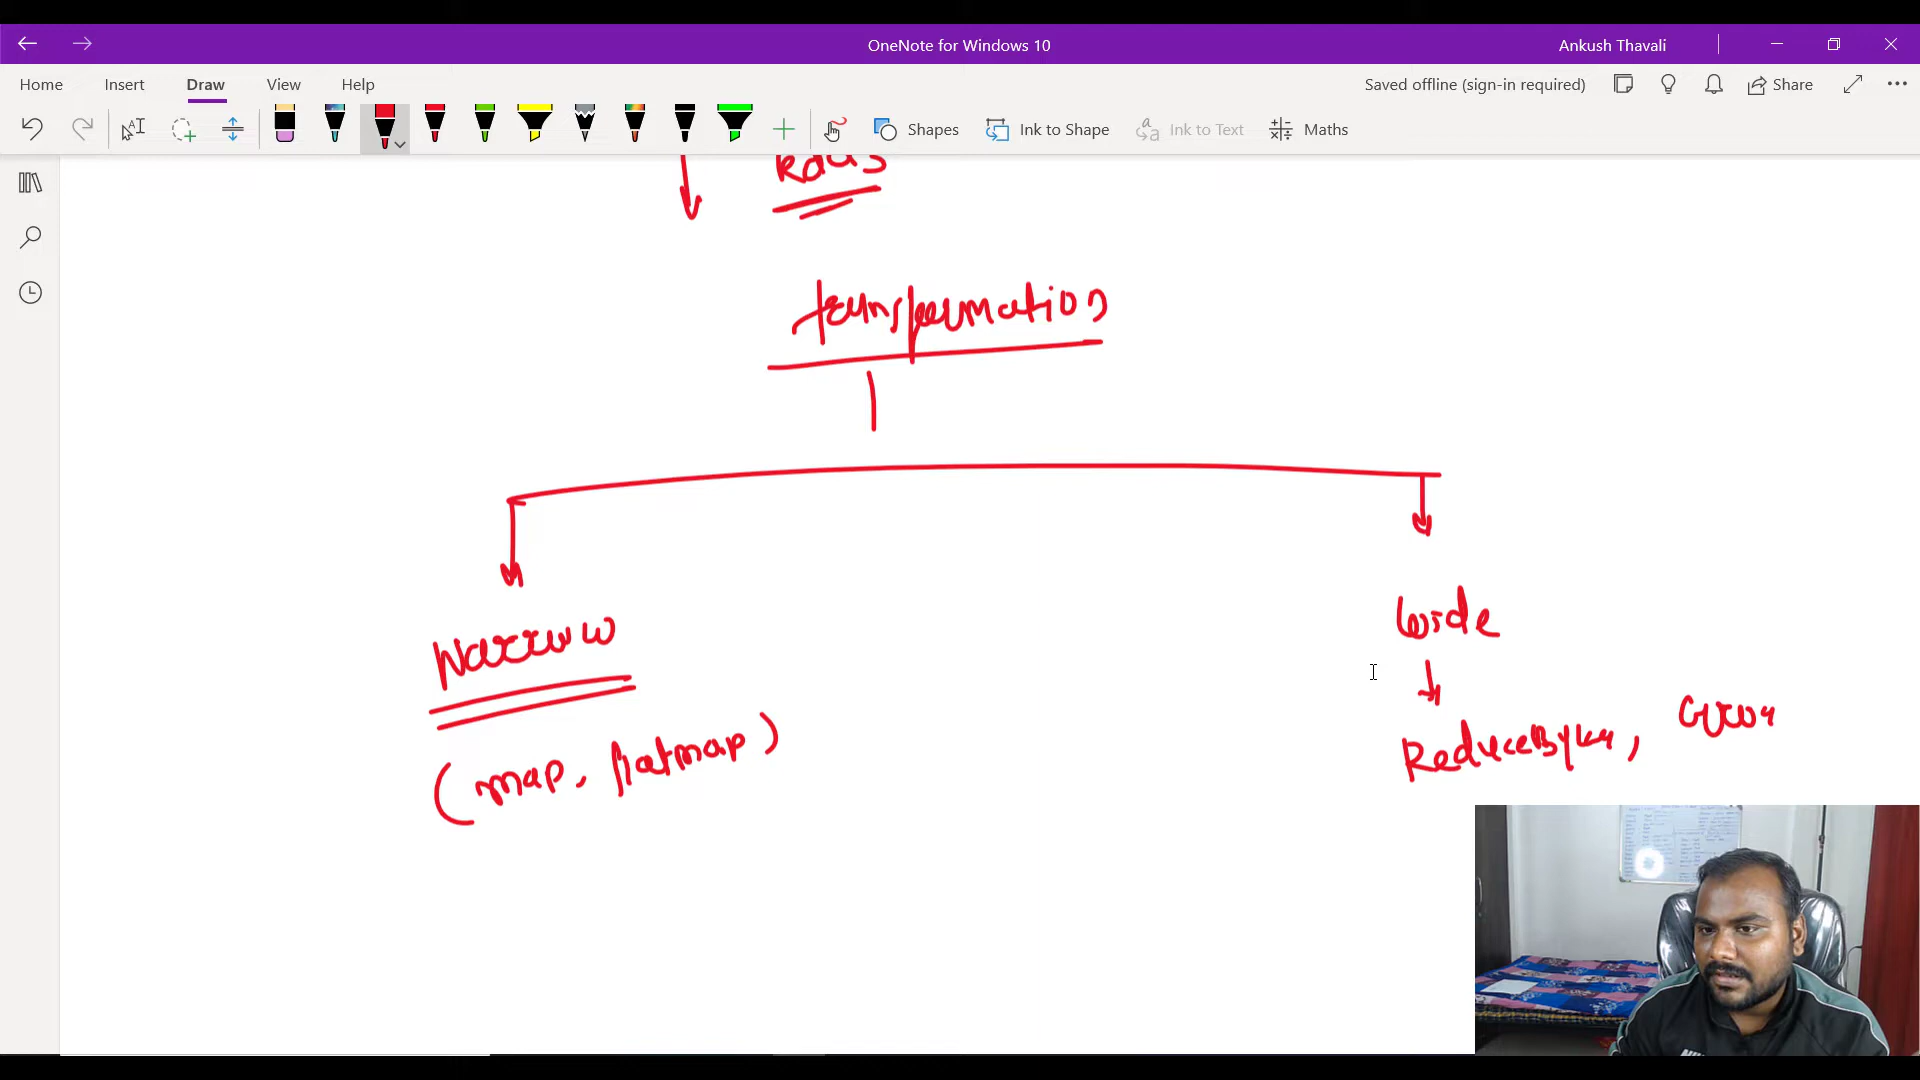 OneNote for Windows 10
Ankush Thavali
Home Insert Draw View Help
Saved offline (sign-in required) Share
Shapes Ink to Shape Ink to Text Maths
Transformation
Narrow
Wide
(map, flatmap)
ReduceByKey,